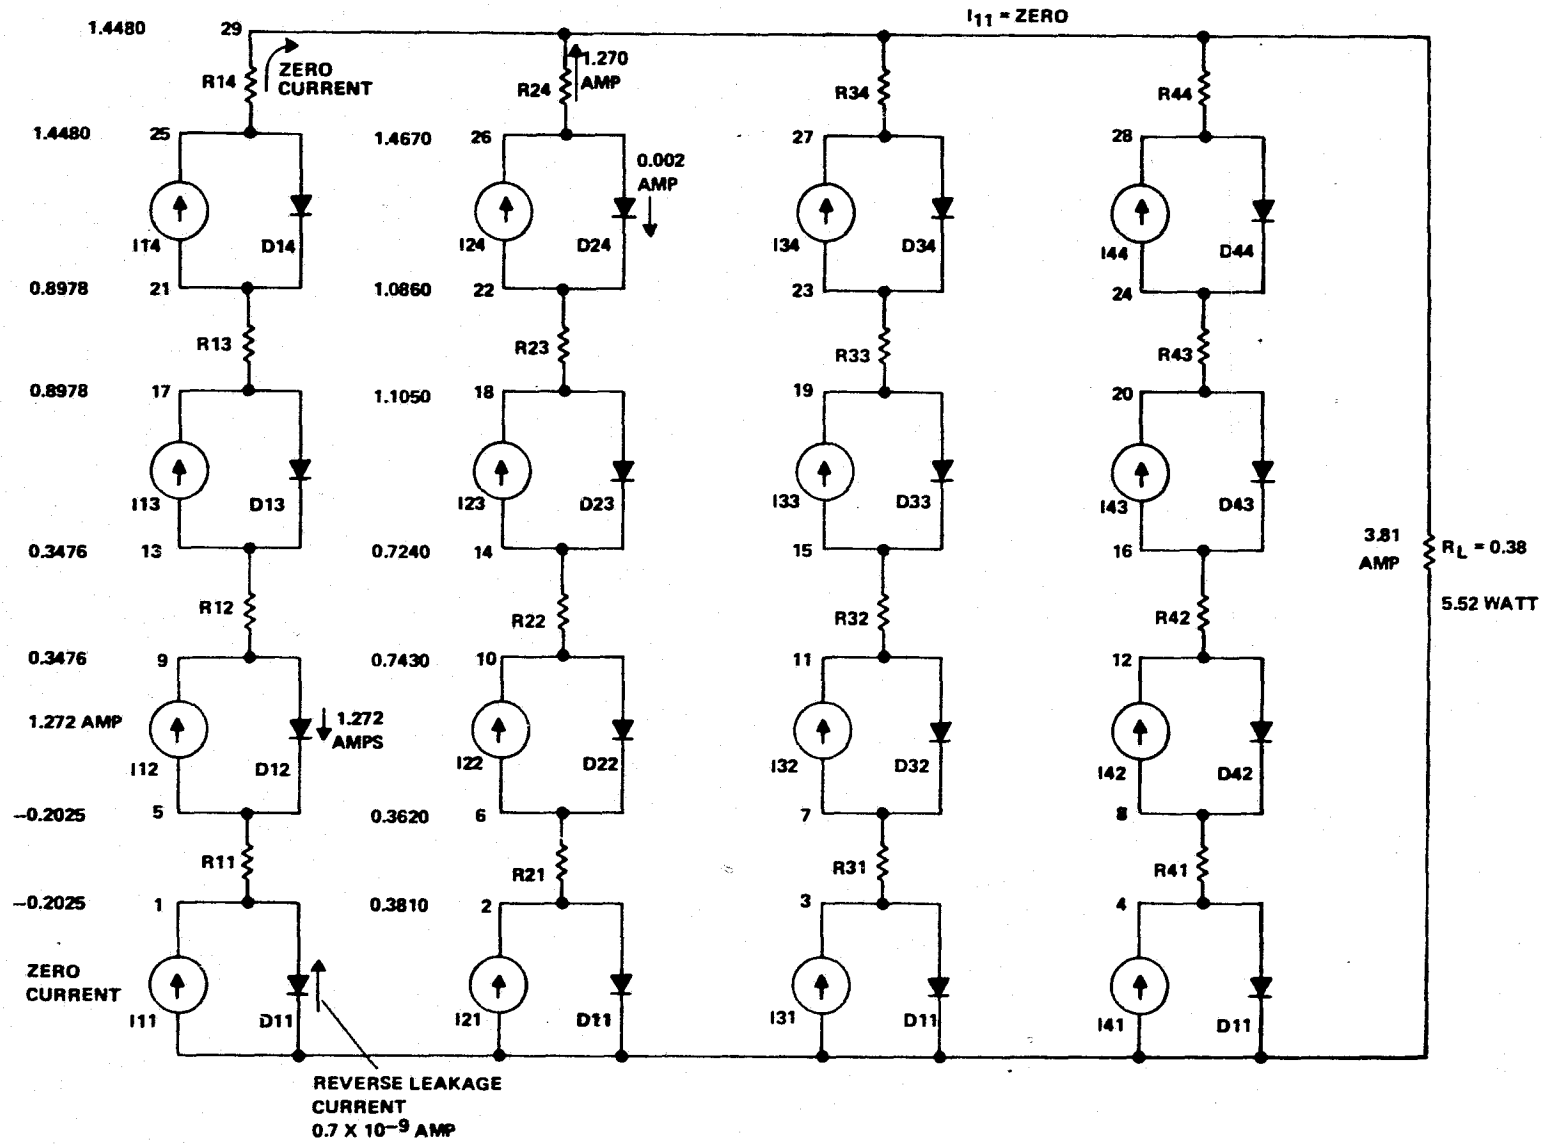 I11 = ZERO
1.4480 29
R14 ZERO CURRENT R24 1.270 AMP R34 R44
1.4480 25 1.4670 26 27 28
0.002 AMP
I14 D14 I24 D24 I34 D34 I44 D44
0.8978 21 1.0860 22 23 24
R13 R23 R33 R43
0.8978 17 1.1050 18 19 20
I13 D13 I23 D23 I33 D33 I43 D43
0.3476 13 0.7240 14 15 16
3.81 AMP RL = 0.38
5.52 WATT
R12 R22 R32 R42
0.3476 9 0.7430 10 11 12
1.272 AMP 1.272 AMPS
I12 D12 I22 D22 I32 D32 I42 D42
−0.2025 5 0.3620 6 7 8
R11 R21 R31 R41
−0.2025 1 0.3810 2 3 4
ZERO CURRENT
I11 D11 I21 D11 I31 D11 I41 D11
REVERSE LEAKAGE
CURRENT
0.7 X 10−9 AMP